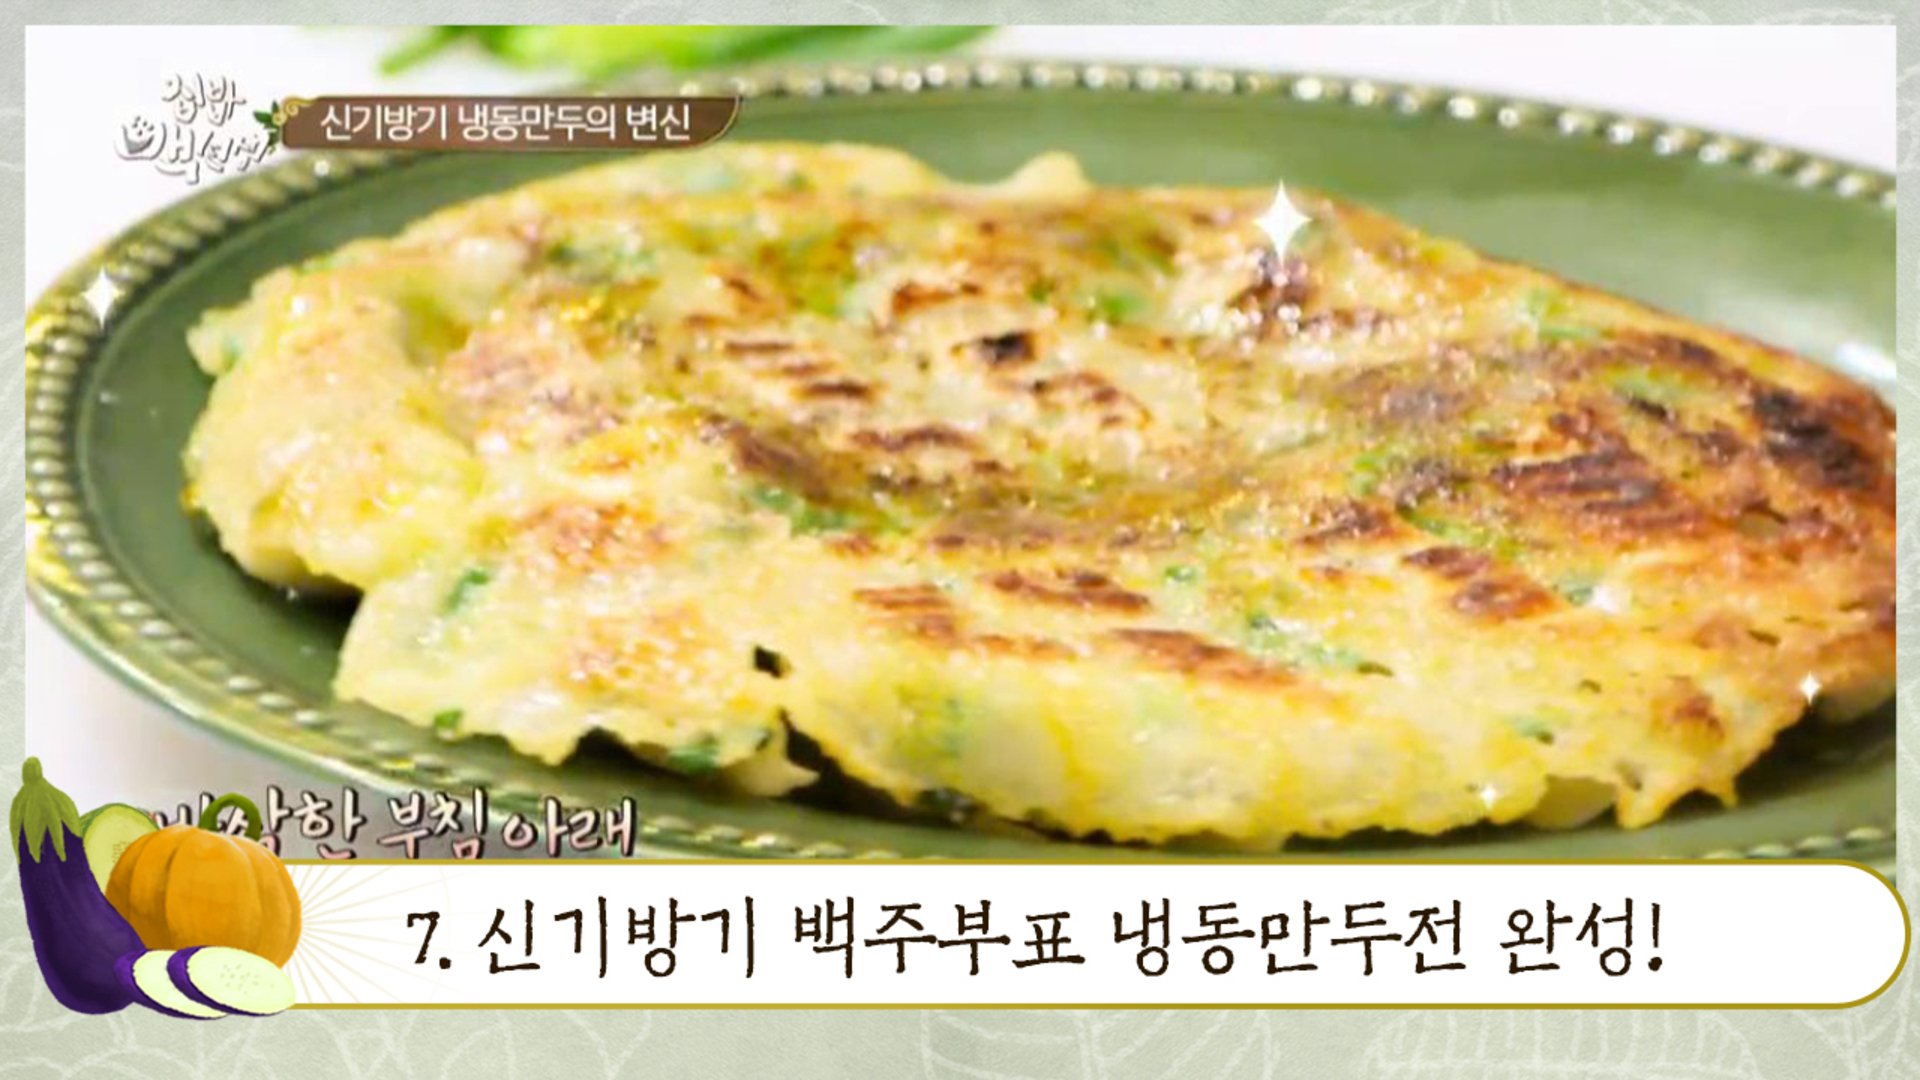 집밥
백선생
신기방기 냉동만두의 변신
부침 아래
7. 신기방기 백주부표 냉동만두전 완성!